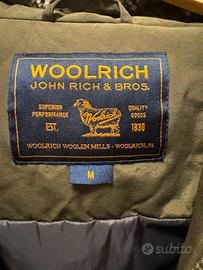 WOOLRICH
JOHN RICH & BROS.
SUPERIOR PERFORMANCE
QUALITY GOODS
Woolrich
EST. 1830
WOOLRICH WOOLEN MILLS - WOOLRICH, PA
M
subito